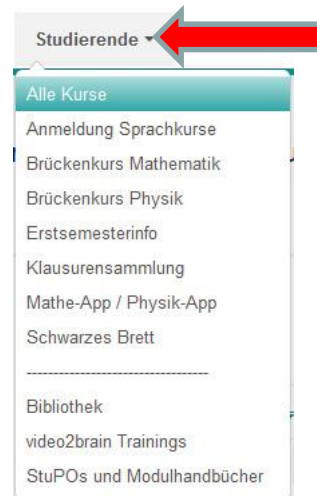 Studierende
Alle Kurse
Anmeldung Sprachkurse
Brückenkurs Mathematik
Brückenkurs Physik
Erstsemesterinfo
Klausurensammlung
Mathe-App / Physik-App
Schwarzes Brett
-----------------------------------
Bibliothek
video2brain Trainings
StuPOs und Modulhandbücher